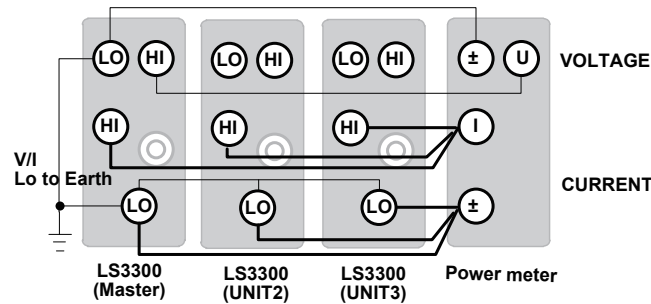 LO HI LO HI LO HI ± U VOLTAGE
HI HI HI I
V/I
Lo to Earth
CURRENT
LO LO LO ±
LS3300
(Master)
LS3300
(UNIT2)
LS3300
(UNIT3)
Power meter